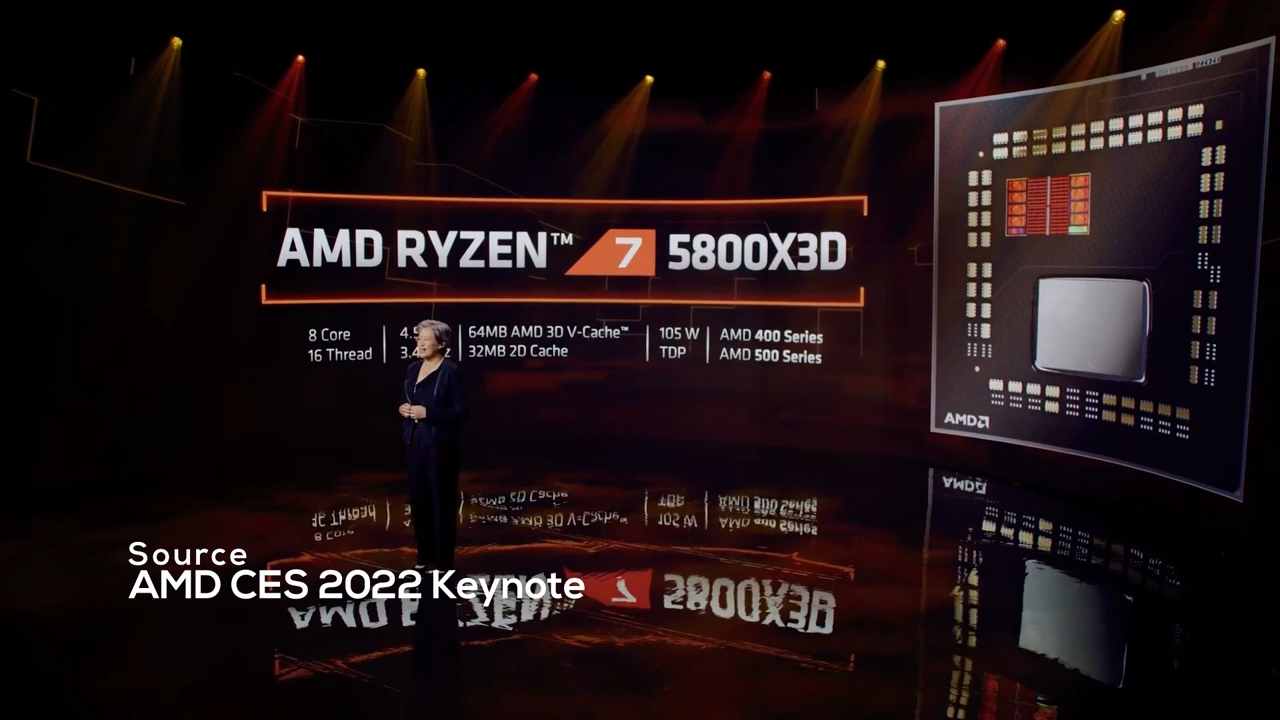 AMD RYZEN™ 7 5800X3D
8 Core
16 Thread
64MB AMD 3D V-Cache™
32MB 2D Cache
105 W
TDP
AMD 400 Series
AMD 500 Series
AMD
Source
AMD CES 2022 Keynote